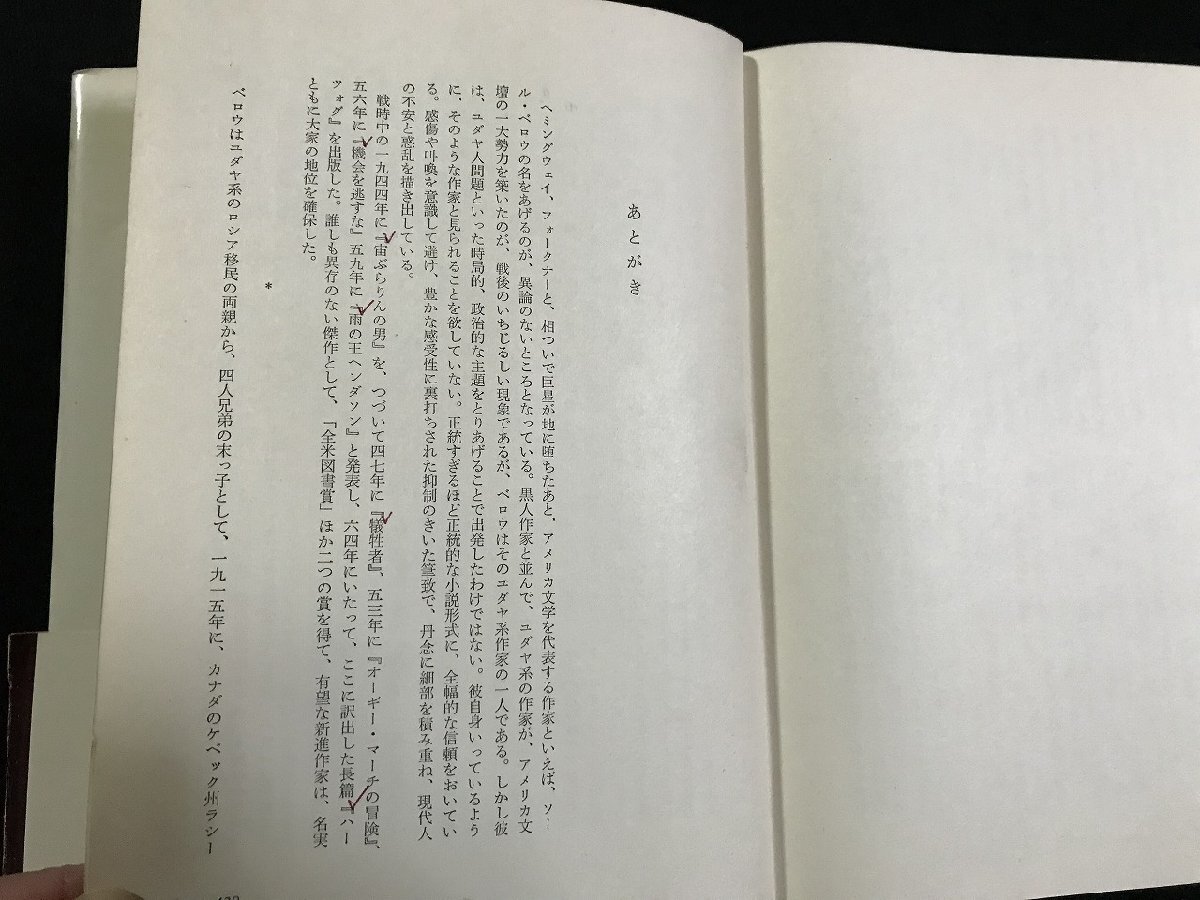 あとがき
ヘミングウェイ、フォークナーと、相ついで巨星が地に堕ちたあと、アメリカ文学を代表する作家といえば、ソー
ル・ベロウの名をあげるのが、異論のないところとなっている。黒人作家と並んで、ユダヤ系の作家が、アメリカ文
壇の一大勢力を築いたのが、戦後のいちじるしい現象であるが、ベロウはそのユダヤ系作家の一人である。しかし彼
は、ユダヤ人問題といった時局的、政治的な主題をとりあげることで出発したわけではない。彼自身いっているよう
に、そのような作家と見られることを欲していない。正統すぎるほど正統的な小説形式に、全幅的な信頼をおいてい
る。感傷や叫喚を意識して避け、豊かな感受性に裏打ちされた抑制のきいた筆致で、丹念に細部を積み重ね、現代人
の不安と惑乱を描き出している。
戦時中の一九四四年に『宙ぶらりんの男』を、つづいて四七年に『犠牲者』、五三年に『オーギー・マーチの冒険』、
五六年に『機会を逃すな』五九年に『雨の王ヘンダソン』と発表し、六四年にいたって、ここに訳出した長篇『ハー
ツォグ』を出版した。誰しも異存のない傑作として、「全米図書賞」ほか二つの賞を得て、有望な新進作家は、名実
ともに大家の地位を確保した。
*
ベロウはユダヤ系のロシア移民の両親から、四人兄弟の末っ子として、一九一五年に、カナダのケベック州ラシー